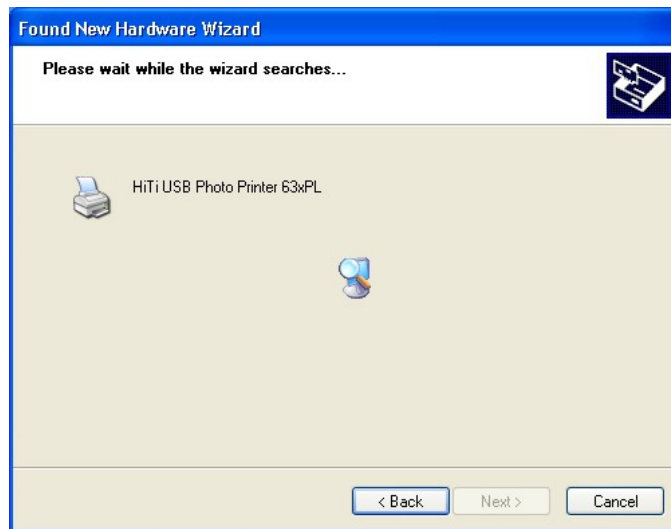 Found New Hardware Wizard
Please wait while the wizard searches...
HiTi USB Photo Printer 63xPL
< Back Next > Cancel